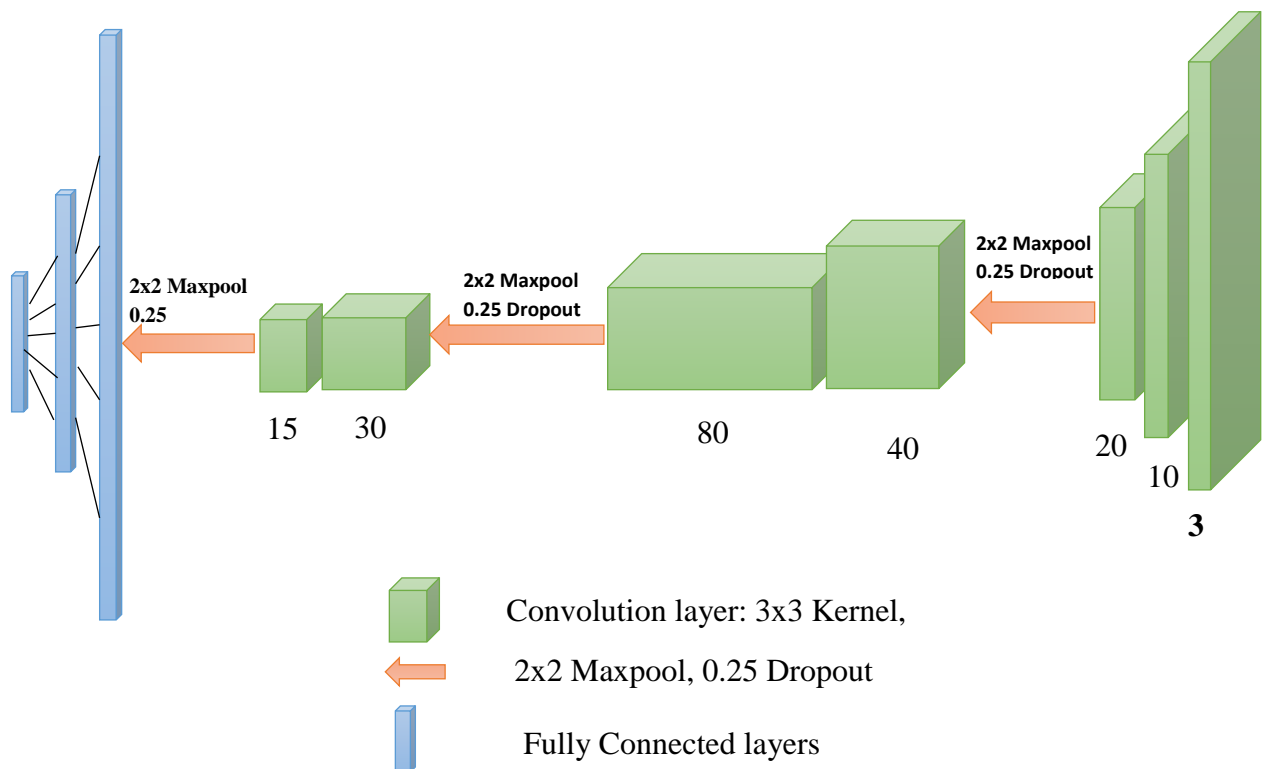 2x2 Maxpool
0.25
2x2 Maxpool
0.25 Dropout
2x2 Maxpool
0.25 Dropout
15
30
80
40
20
10
3
Convolution layer: 3x3 Kernel,
2x2 Maxpool, 0.25 Dropout
Fully Connected layers